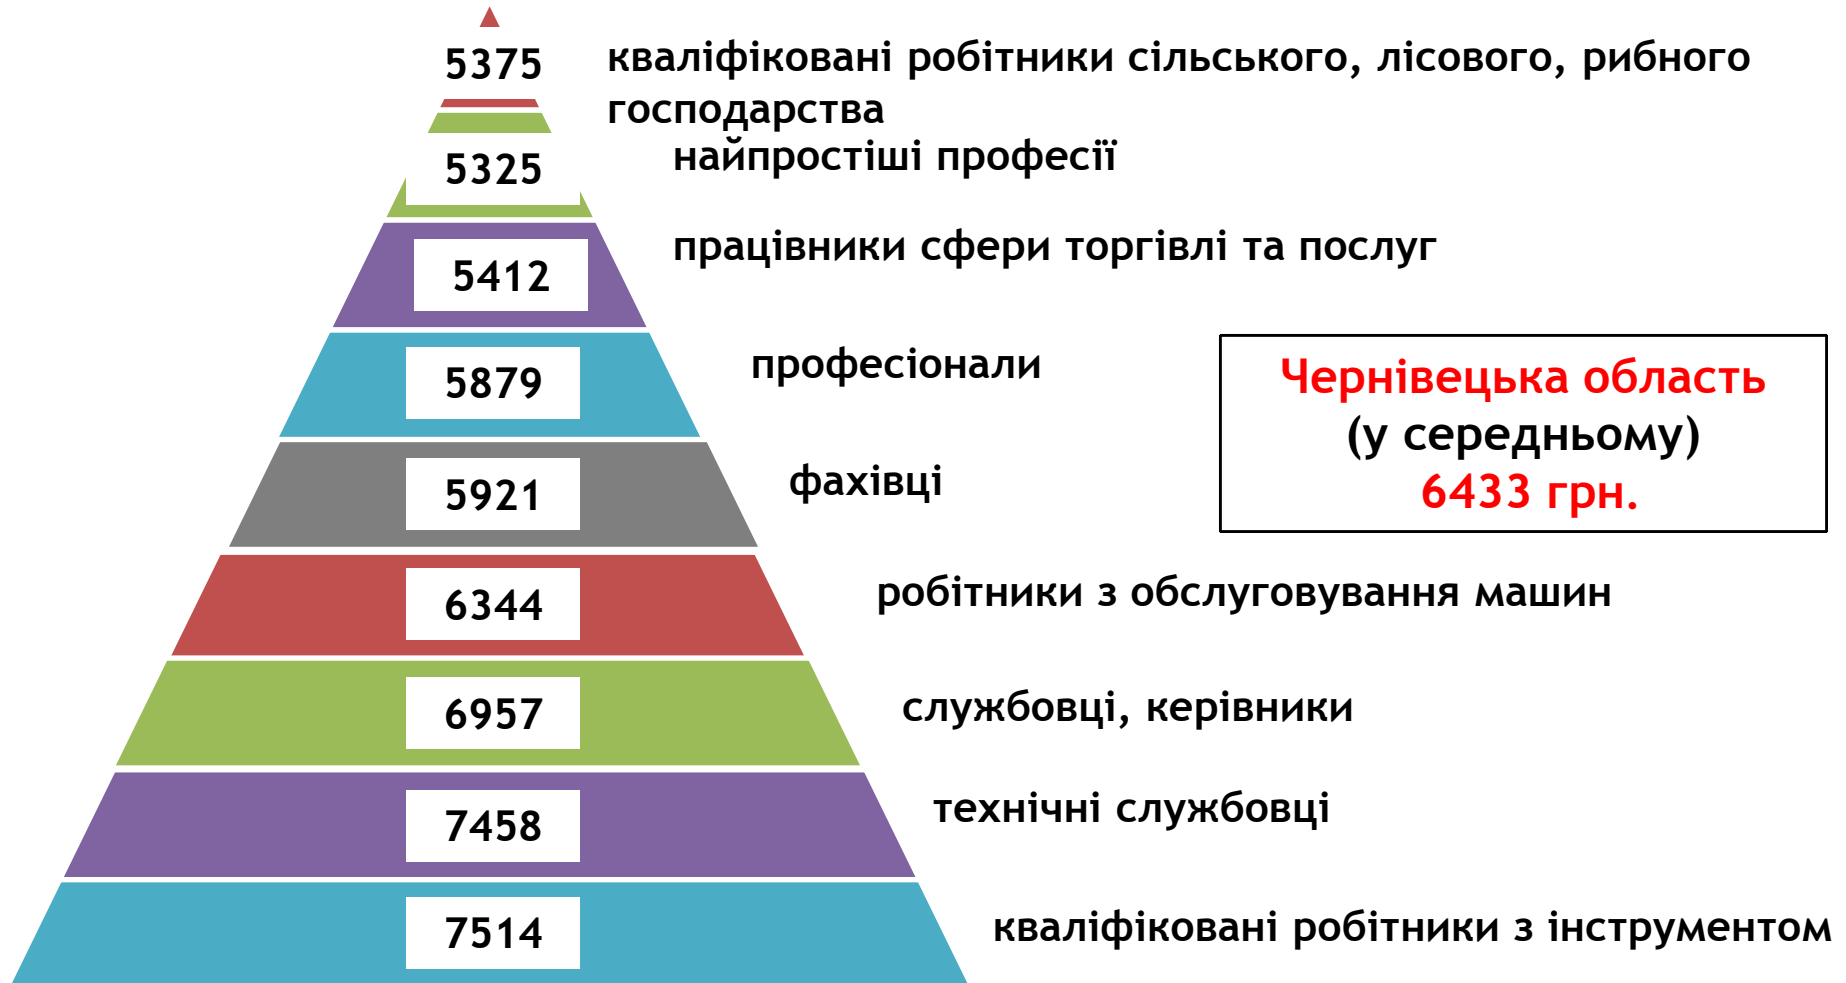 5375
кваліфіковані робітники сільського, лісового, рибного
господарства
5325
найпростіші професії
5412
працівники сфери торгівлі та послуг
5879
професіонали
Чернівецька область
(у середньому)
6433 грн.
5921
фахівці
6344
робітники з обслуговування машин
6957
службовці, керівники
7458
технічні службовці
7514
кваліфіковані робітники з інструментом